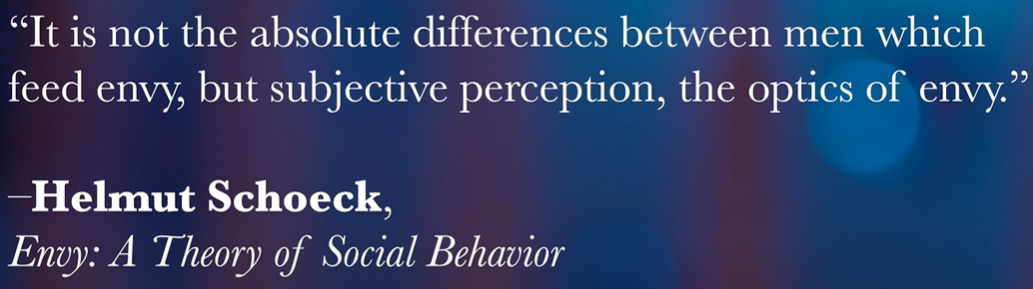 “It is not the absolute differences between men which
feed envy, but subjective perception, the optics of envy.”
–Helmut Schoeck,
Envy: A Theory of Social Behavior